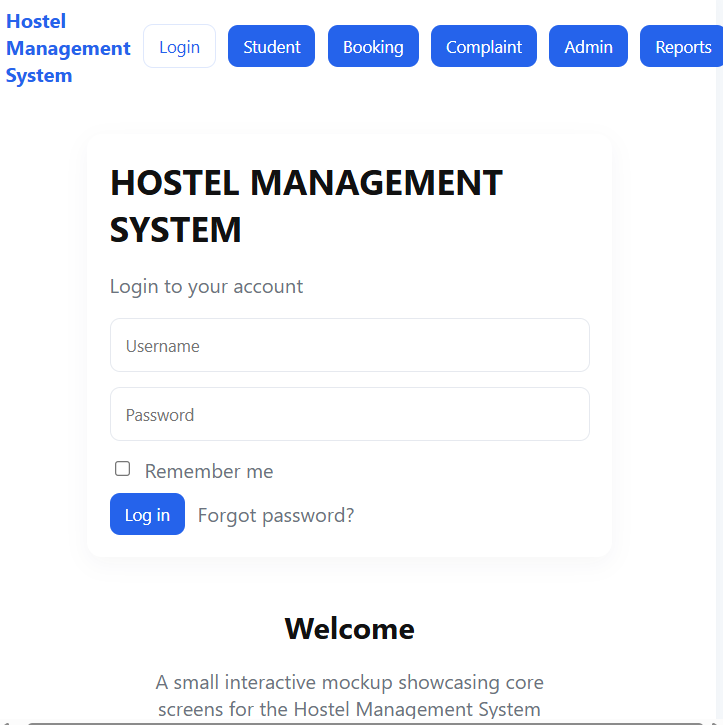 Hostel
Management
System
Login
Student
Booking
Complaint
Admin
Reports
HOSTEL MANAGEMENT
SYSTEM
Login to your account
Username
Password
Remember me
Log in
Forgot password?
Welcome
A small interactive mockup showcasing core
screens for the Hostel Management System